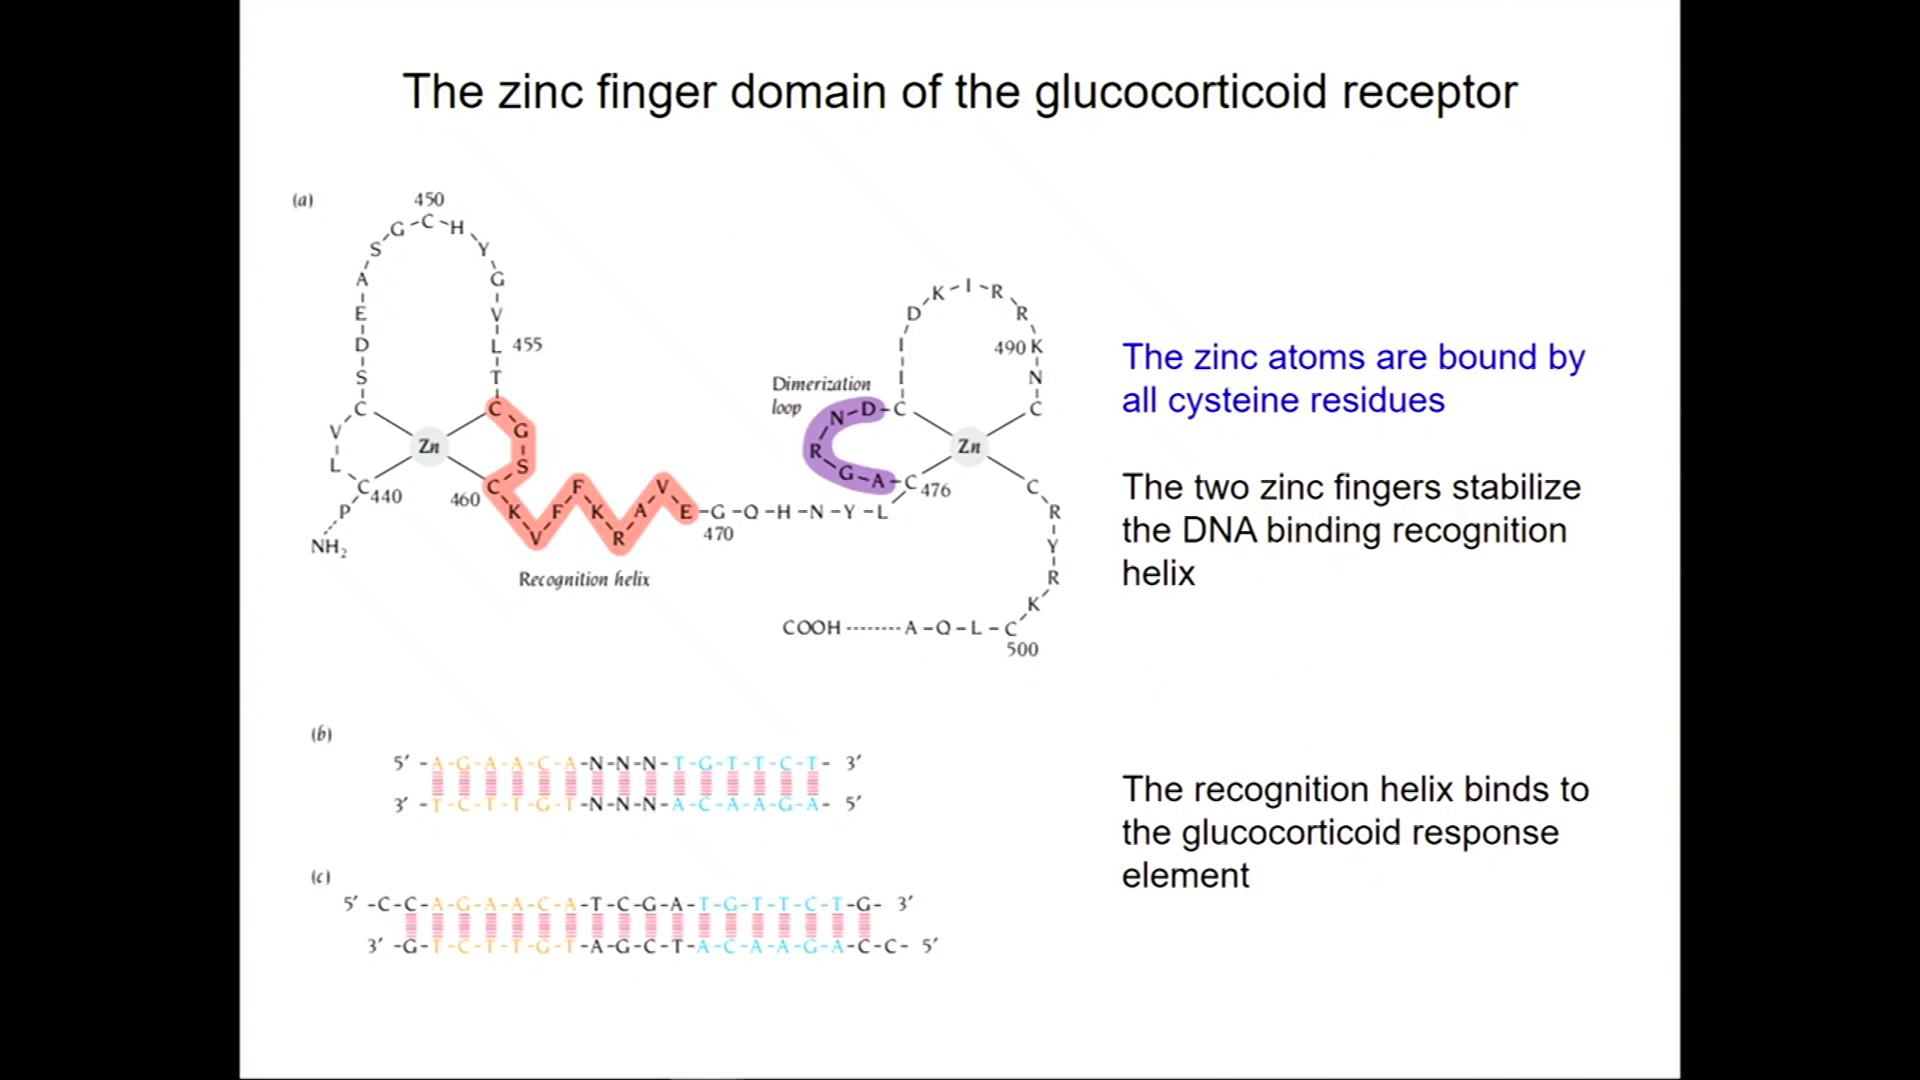 The zinc finger domain of the glucocorticoid receptor
(a)
450
S-G-C-H-Y
A
G
E
V
D
L 455
S
T
C
Zn
C
V
G
L
S
C 440
460 C
P
NH2
K-V-F-F-K-R-A-V-E-G-Q-H-N-Y-L
470
Recognition helix
Dimerization
loop
D-K-I-R-R
I
490 K
I
N
N-D-C
Zn
C
R
G-A-C 476
C
R
Y
R
K
COOH--------A-Q-L-C
500
The zinc atoms are bound by
all cysteine residues
The two zinc fingers stabilize
the DNA binding recognition
helix
(b)
5′ -A-G-A-A-C-A-N-N-N-T-G-T-T-C-T- 3′
3′ -T-C-T-T-G-T-N-N-N-A-C-A-A-G-A- 5′
The recognition helix binds to
the glucocorticoid response
element
(c)
5′ -C-C-A-G-A-A-C-A-T-C-G-A-T-G-T-T-C-T-G- 3′
3′ -G-T-C-T-T-G-T-A-G-C-T-A-C-A-A-G-A-C-C- 5′